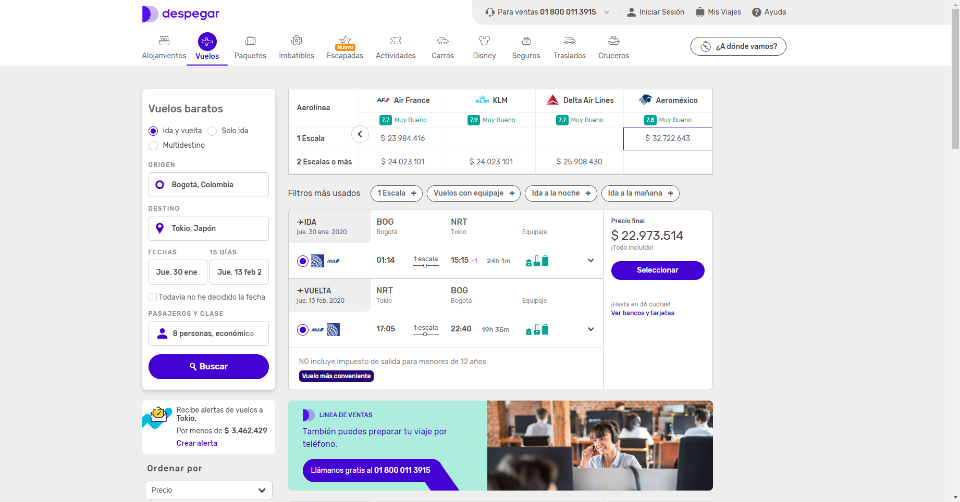 despegar
Para ventas 01 800 011 3915
Iniciar Sesión
Mis Viajes
Ayuda
Alojamientos
Vuelos
Paquetes
Imbatibles
Nuevo
Escapadas
Actividades
Carros
Disney
Seguros
Traslados
Cruceros
¿A dónde vamos?
Vuelos baratos
Ida y vuelta
Solo ida
Multidestino
ORIGEN
Bogotá, Colombia
DESTINO
Tokio, Japón
FECHAS
15 DÍAS
Jue, 30 ene
Jue, 13 feb 2
Todavía no he decidido la fecha
PASAJEROS Y CLASE
8 personas, económica
Buscar
Recibe alertas de vuelos a
Tokio.
Por menos de $ 3.462.429
Crear alerta
Ordenar por
Precio
Aerolínea
AF Air France
KLM KLM
Delta Air Lines
Aeroméxico
7.7 Muy Bueno
7.9 Muy Bueno
7.7 Muy Bueno
7.8 Muy Bueno
1 Escala
$ 23.984.416
$ 32.722.643
2 Escalas o más
$ 24.023.101
$ 24.023.101
$ 25.908.430
Filtros más usados
1 Escala +
Vuelos con equipaje +
Ida a la noche +
Ida a la mañana +
IDA
BOG
NRT
jue. 30 ene. 2020
Bogotá
Tokio
Equipaje
ANA
01:14
1 escala
15:15 -1
24h 1m
VUELTA
NRT
BOG
jue. 13 feb. 2020
Tokio
Bogotá
Equipaje
ANA
17:05
1 escala
22:40
19h 35m
NO incluye impuesto de salida para menores de 12 años
Vuelo más conveniente
Precio final
$ 22.973.514
¡Todo incluido!
Seleccionar
¡Hasta en 36 cuotas!
Ver bancos y tarjetas
LINEA DE VENTAS
También puedes preparar tu viaje por
teléfono.
Llámanos gratis al 01 800 011 3915